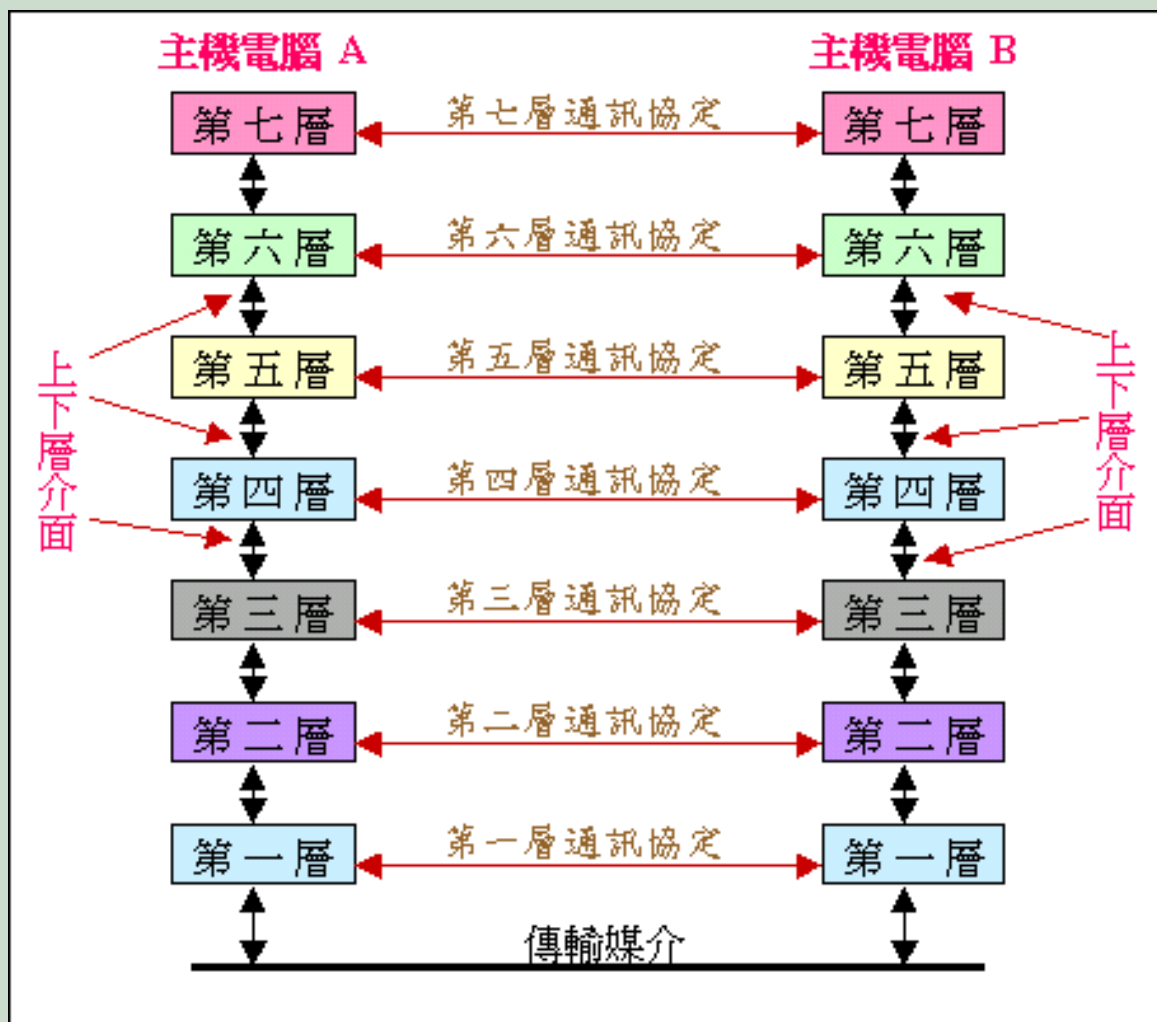 主機電腦 A
主機電腦 B
第七層
第七層通訊協定
第七層
第六層
第六層通訊協定
第六層
上下層介面
上下層介面
第五層
第五層通訊協定
第五層
第四層
第四層通訊協定
第四層
第三層
第三層通訊協定
第三層
第二層
第二層通訊協定
第二層
第一層
第一層通訊協定
第一層
傳輸媒介